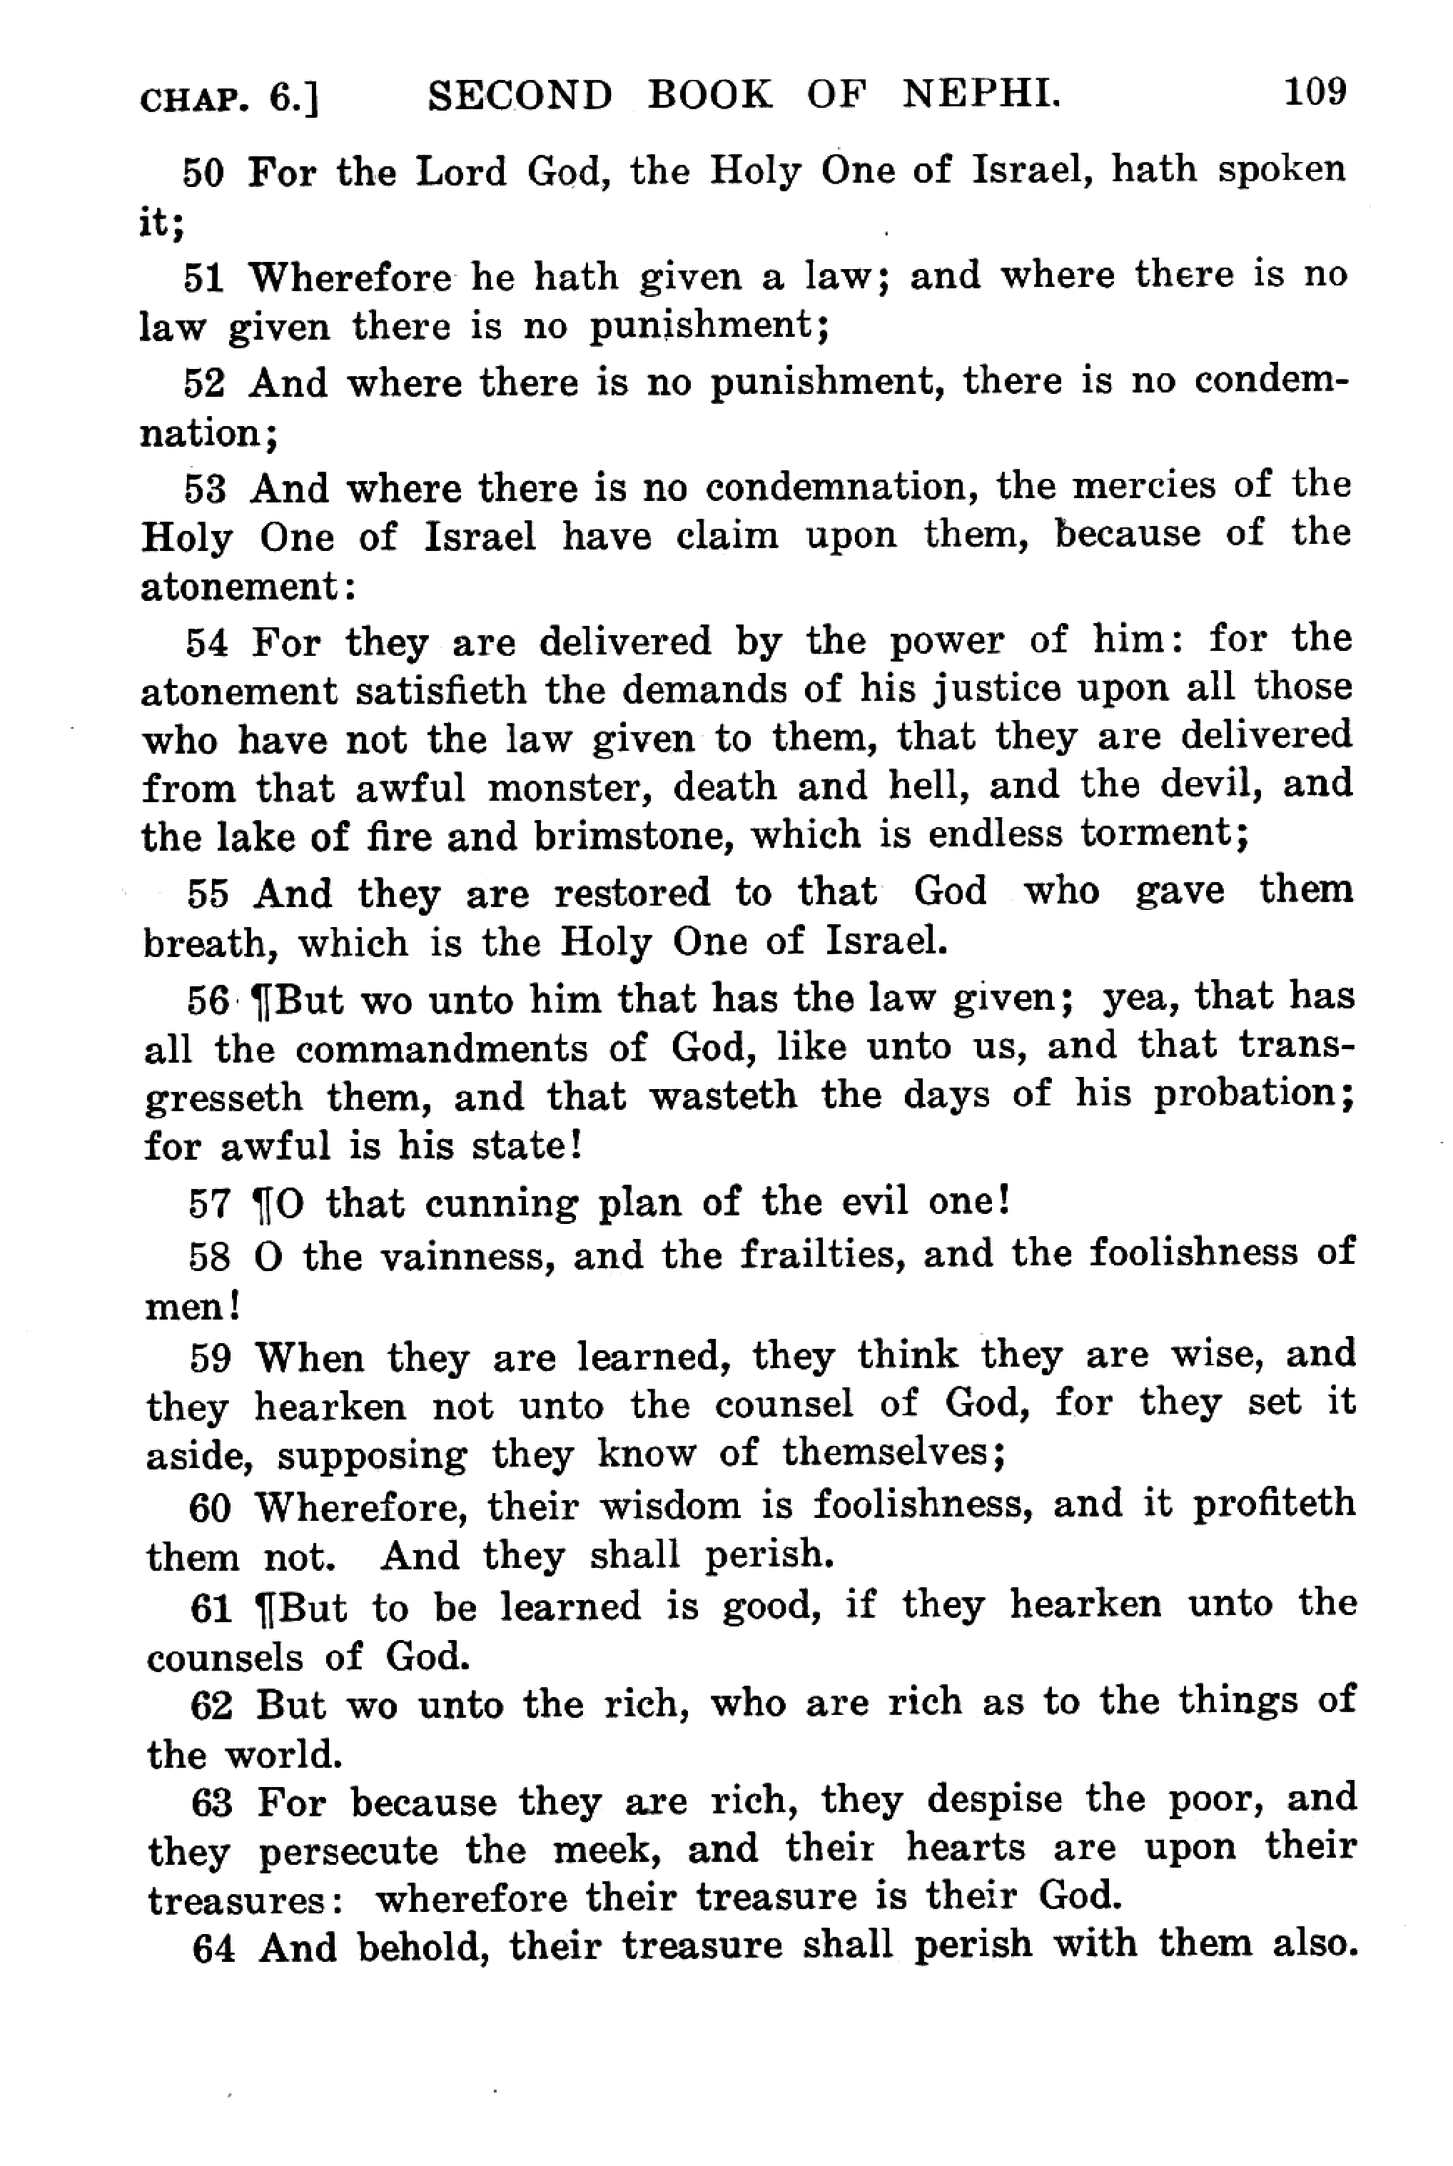 CHAP. 6.] SECOND BOOK OF NEPHI. 109
50 For the Lord God, the Holy One of Israel, hath spoken
it;
51 Wherefore he hath given a law; and where there is no
law given there is no punishment;
52 And where there is no punishment, there is no condem-
nation;
53 And where there is no condemnation, the mercies of the
Holy One of Israel have claim upon them, because of the
atonement:
54 For they are delivered by the power of him: for the
atonement satisfieth the demands of his justice upon all those
who have not the law given to them, that they are delivered
from that awful monster, death and hell, and the devil, and
the lake of fire and brimstone, which is endless torment;
55 And they are restored to that God who gave them
breath, which is the Holy One of Israel.
56 ¶But wo unto him that has the law given; yea, that has
all the commandments of God, like unto us, and that trans-
gresseth them, and that wasteth the days of his probation;
for awful is his state!
57 ¶O that cunning plan of the evil one!
58 O the vainness, and the frailties, and the foolishness of
men!
59 When they are learned, they think they are wise, and
they hearken not unto the counsel of God, for they set it
aside, supposing they know of themselves;
60 Wherefore, their wisdom is foolishness, and it profiteth
them not. And they shall perish.
61 ¶But to be learned is good, if they hearken unto the
counsels of God.
62 But wo unto the rich, who are rich as to the things of
the world.
63 For because they are rich, they despise the poor, and
they persecute the meek, and their hearts are upon their
treasures: wherefore their treasure is their God.
64 And behold, their treasure shall perish with them also.